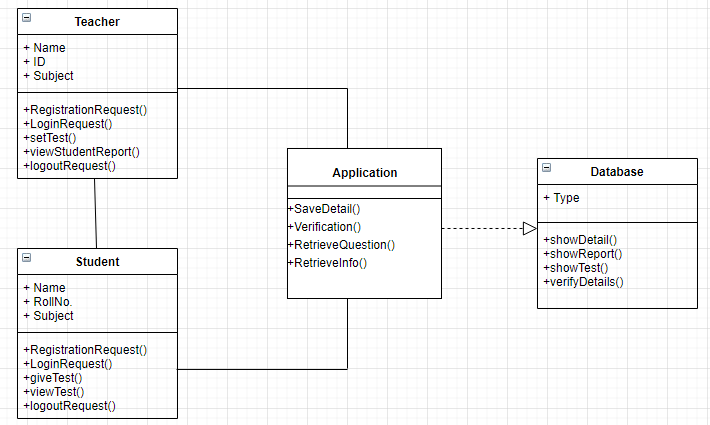 Teacher
+ Name
+ ID
+ Subject
+RegistrationRequest()
+LoginRequest()
+setTest()
+viewStudentReport()
+logoutRequest()
Application
+SaveDetail()
+Verification()
+RetrieveQuestion()
+RetrieveInfo()
Database
+ Type
+showDetail()
+showReport()
+showTest()
+verifyDetails()
Student
+ Name
+ RollNo.
+ Subject
+RegistrationRequest()
+LoginRequest()
+giveTest()
+viewTest()
+logoutRequest()